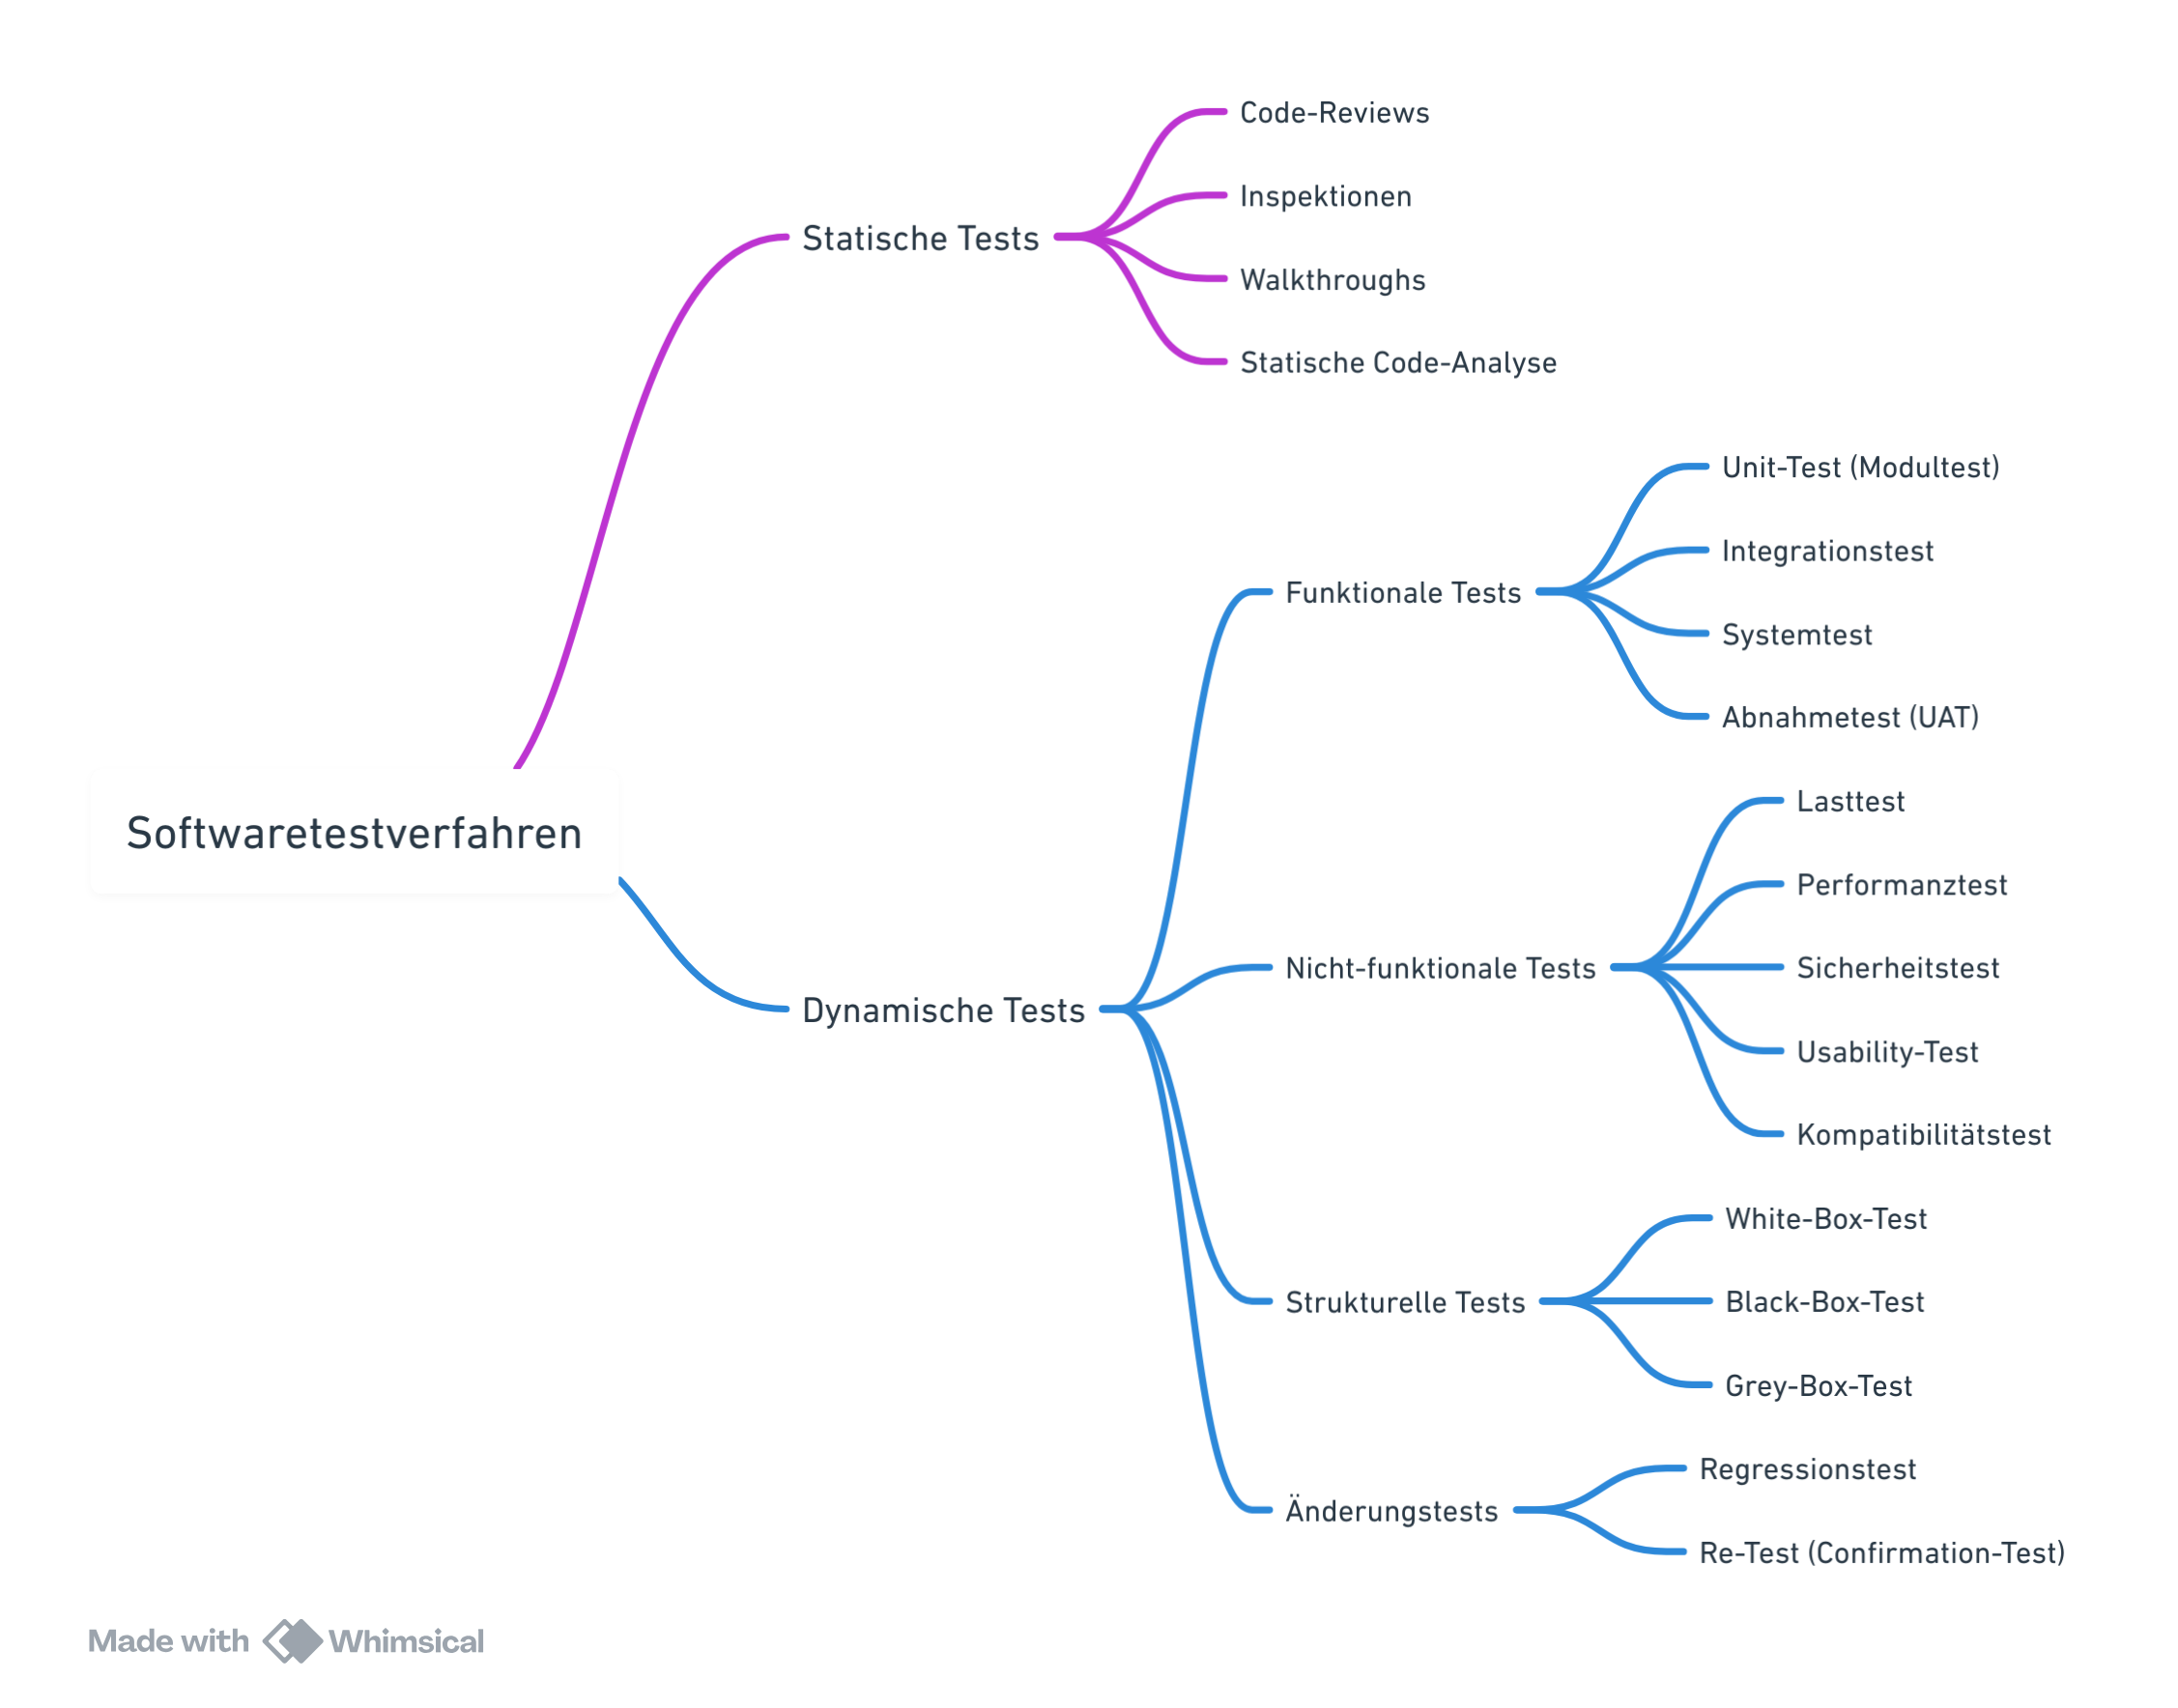 Code-Reviews
Inspektionen
Statische Tests
Walkthroughs
Statische Code-Analyse
Unit-Test (Modultest)
Integrationstest
Funktionale Tests
Systemtest
Abnahmetest (UAT)
Softwaretestverfahren
Lasttest
Performanztest
Nicht-funktionale Tests
Sicherheitstest
Dynamische Tests
Usability-Test
Kompatibilitätstest
White-Box-Test
Strukturelle Tests
Black-Box-Test
Grey-Box-Test
Regressionstest
Änderungstests
Re-Test (Confirmation-Test)
Made with Whimsical